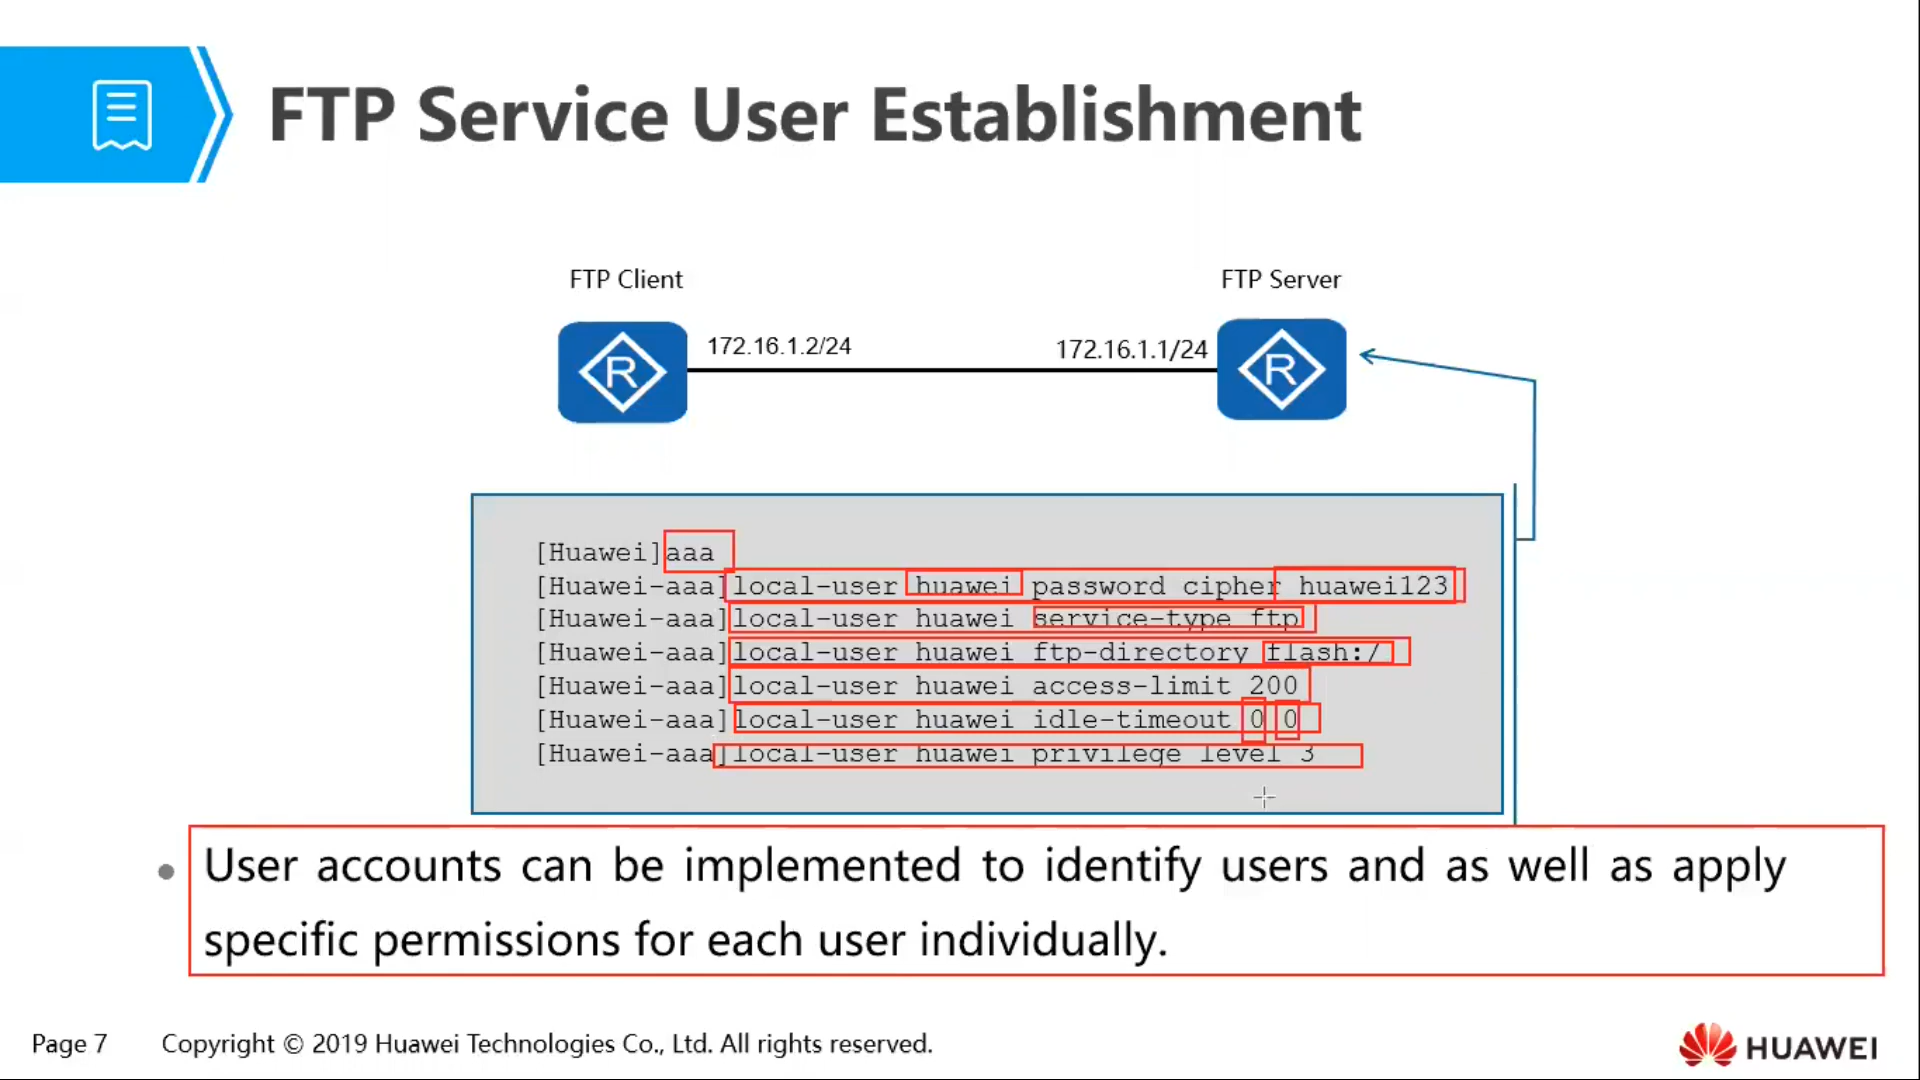 FTP Service User Establishment
FTP Client
FTP Server
R
172.16.1.2/24
172.16.1.1/24
R
[Huawei]aaa
[Huawei-aaa]local-user huawei password cipher huawei123
[Huawei-aaa]local-user huawei service-type ftp
[Huawei-aaa]local-user huawei ftp-directory flash:/
[Huawei-aaa]local-user huawei access-limit 200
[Huawei-aaa]local-user huawei idle-timeout 0 0
[Huawei-aaa]local-user huawei privilege level 3
• User accounts can be implemented to identify users and as well as apply
specific permissions for each user individually.
Page 7
Copyright © 2019 Huawei Technologies Co., Ltd. All rights reserved.
HUAWEI